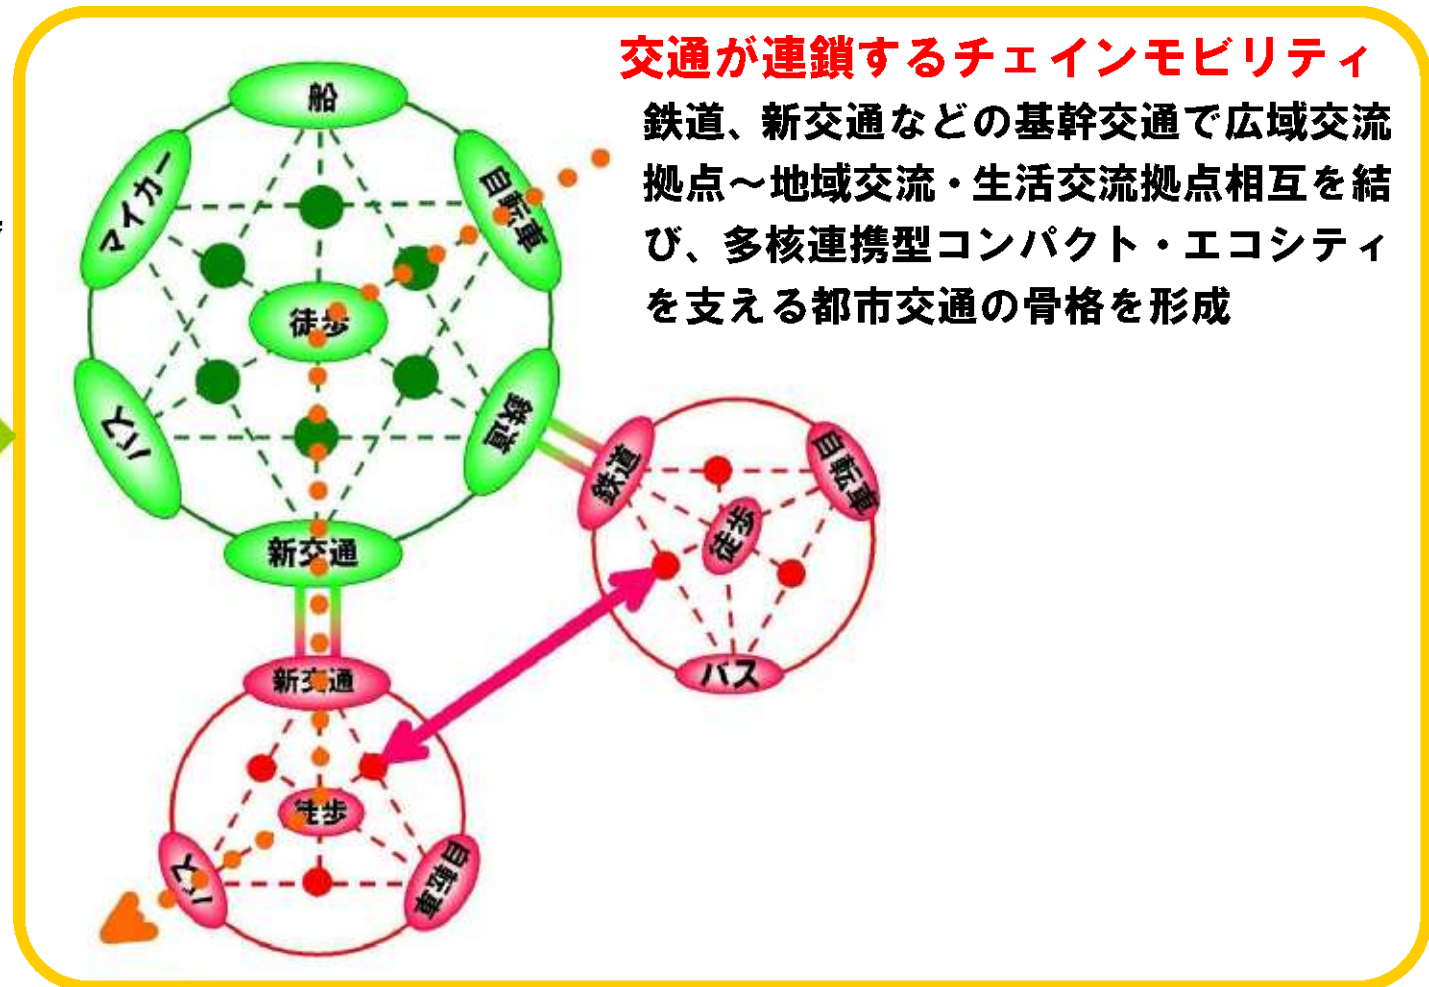 交通が連鎖するチェインモビリティ
鉄道、新交通などの基幹交通で広域交流
拠点～地域交流・生活交流拠点相互を結
び、多核連携型コンパクト・エコシティ
を支える都市交通の骨格を形成
船
マイカー
自転車
徒歩
バス
鉄道
新交通
鉄道
自転車
徒歩
バス
新交通
徒歩
バス
自転車